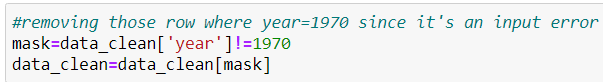 #removing those row where year=1970 since it's an input error
mask=data_clean['year']!=1970
data_clean=data_clean[mask]